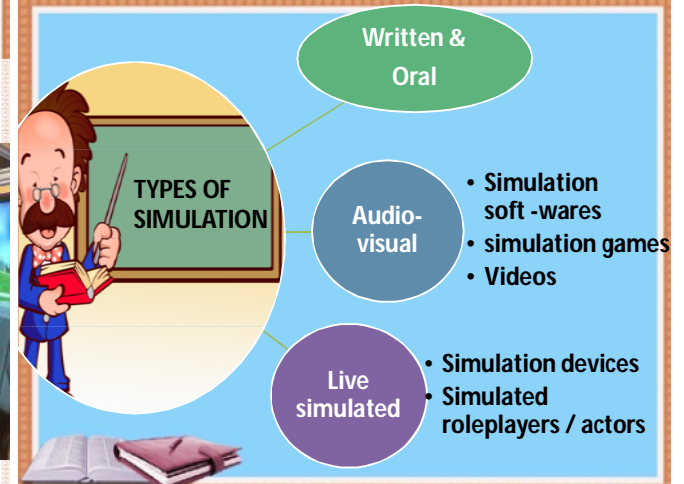 Written &
Oral
TYPES OF
SIMULATION
Audio-
visual
• Simulation
soft -wares
• simulation games
• Videos
Live
simulated
• Simulation devices
• Simulated
roleplayers / actors